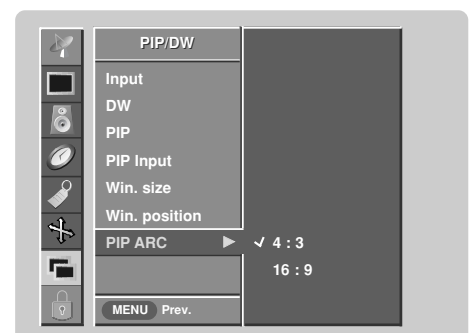 PIP/DW
Input
DW
PIP
PIP Input
Win. size
Win. position
PIP ARC ▶ ✓ 4 : 3
16 : 9
MENU Prev.